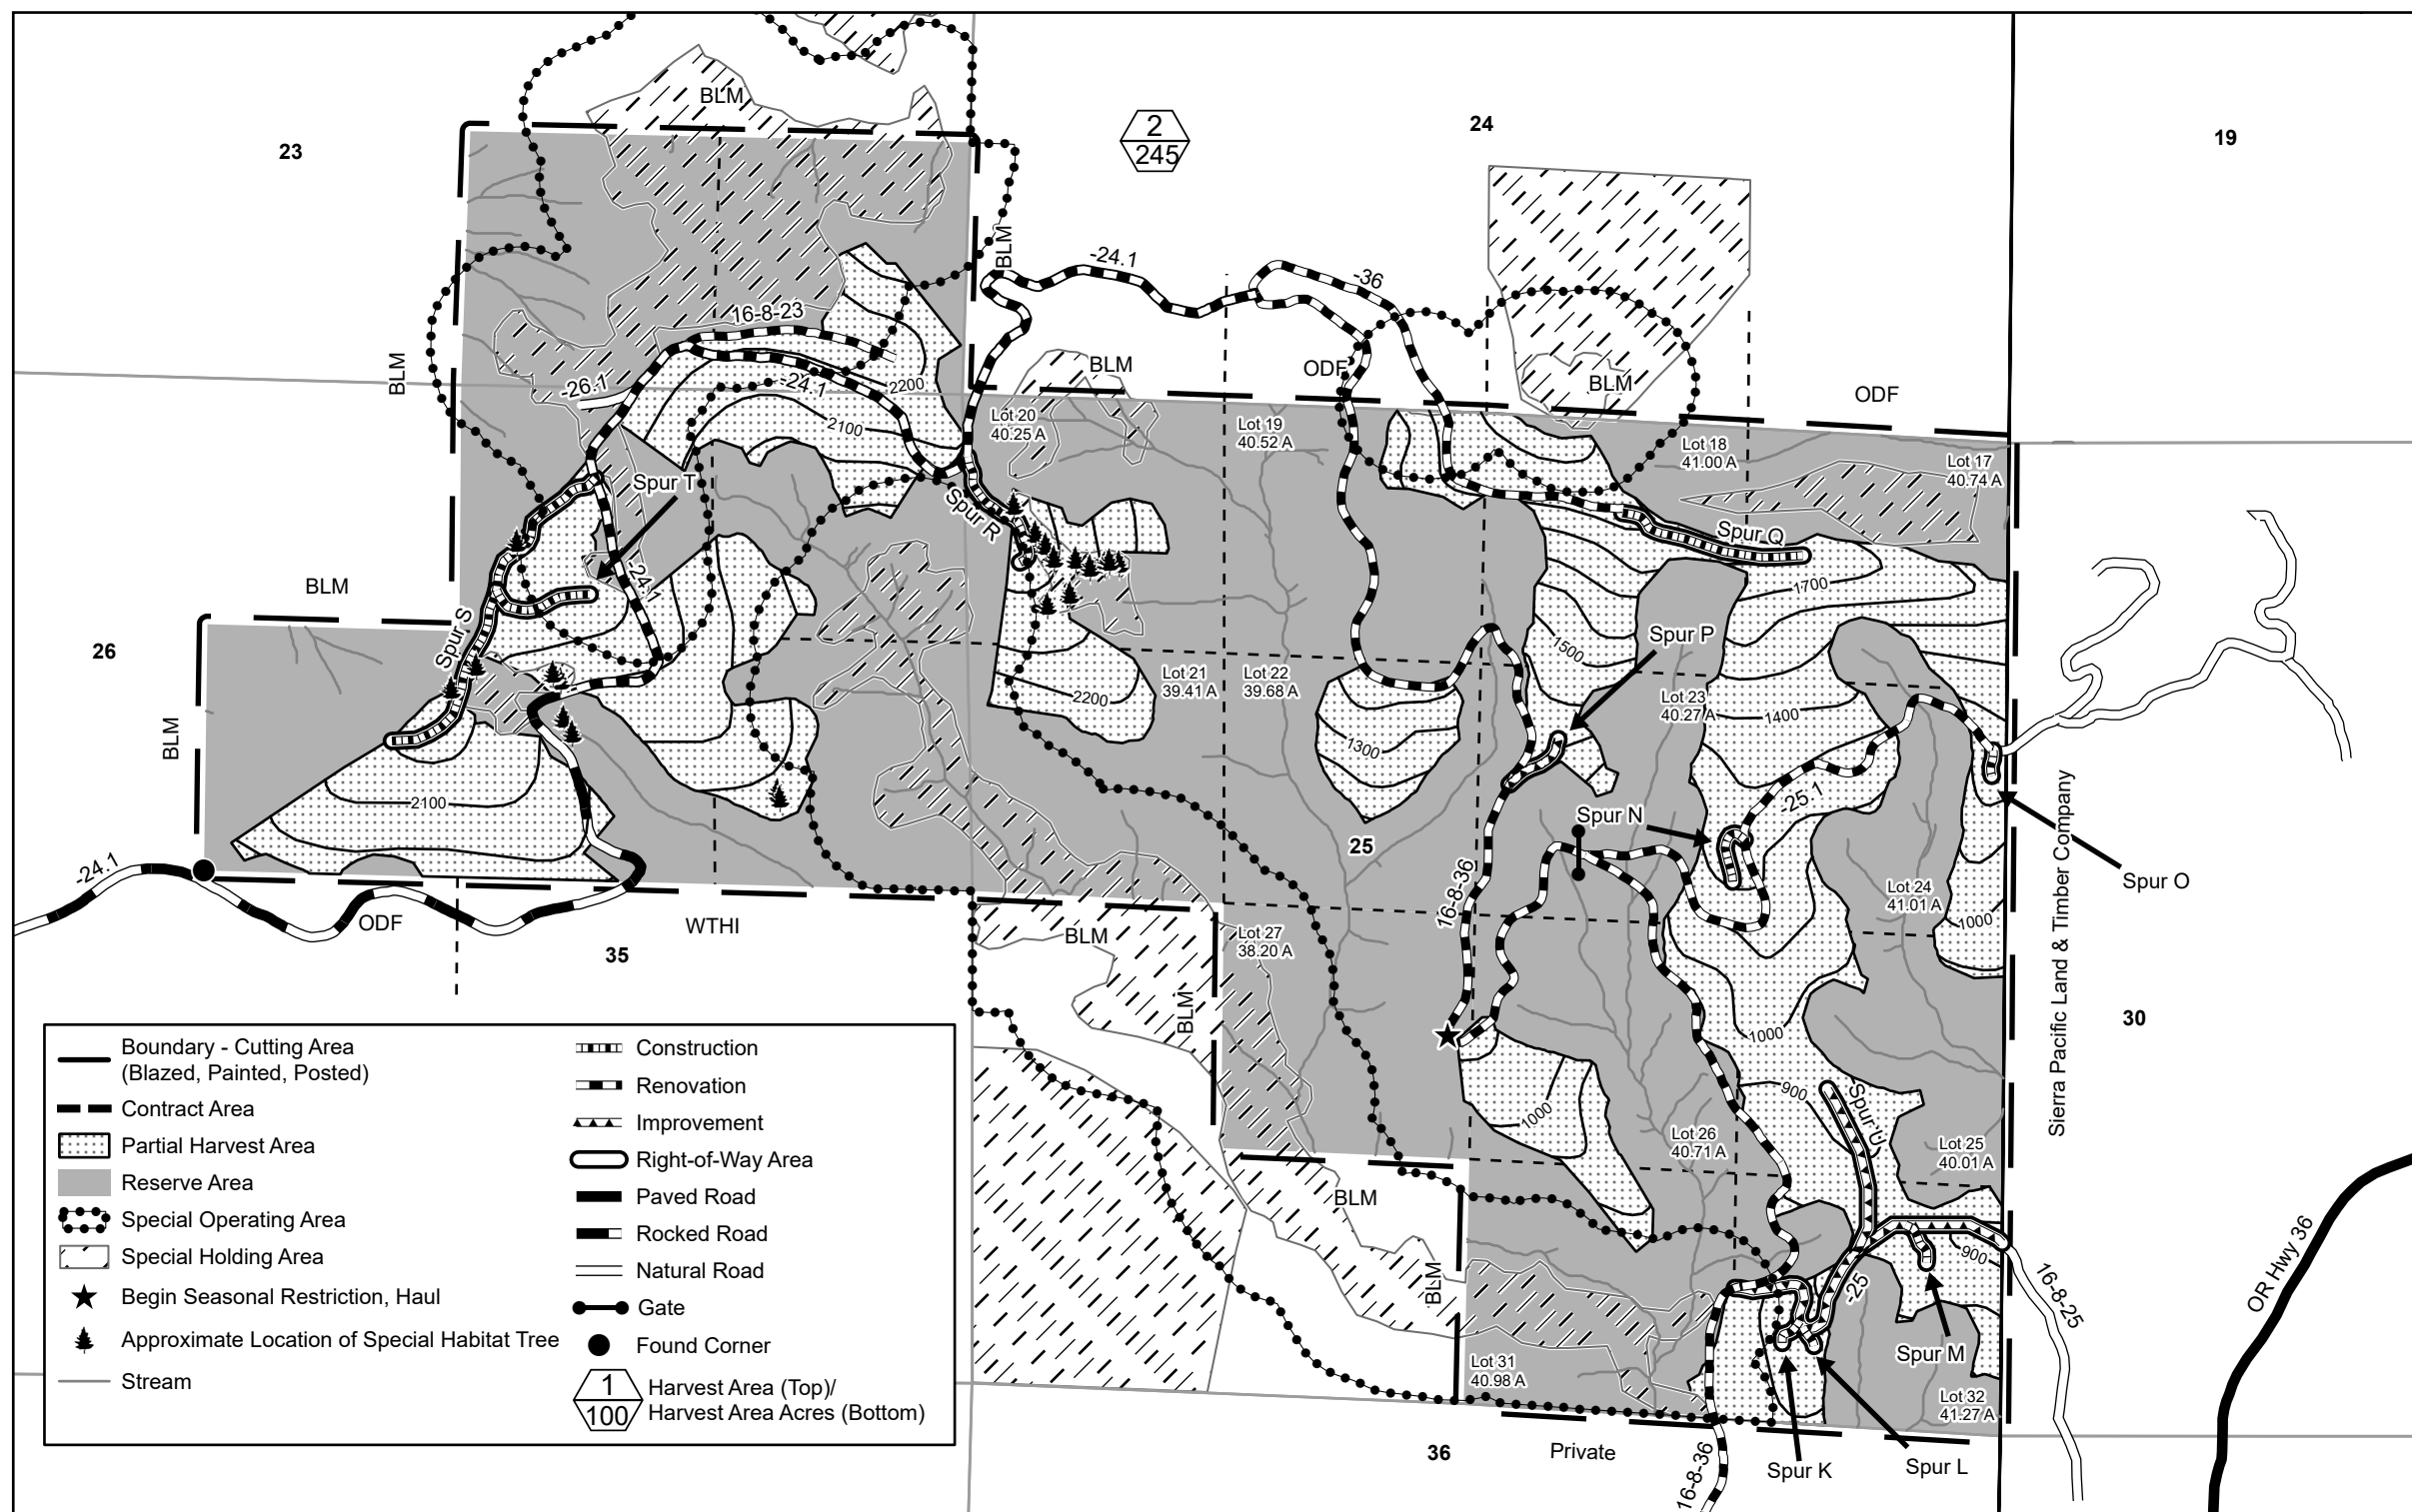 BLM
23
2
245
24
19
BLM
-24.1
-36
16-8-23
BLM
-26.1
-24.1
2200
2100
BLM
ODF
BLM
ODF
Lot 20
40.25 A
Lot 19
40.52 A
Lot 18
41.00 A
Lot 17
40.74 A
Spur T
Spur R
Spur Q
-24.1
1700
BLM
Spur S
26
1500
Spur P
Lot 21
39.41 A
Lot 22
39.68 A
Lot 23
40.27 A
2200
1400
BLM
1300
2100
-25.1
Spur N
25
Sierra Pacific Land & Timber Company
-24.1
16-8-36
Spur O
Lot 24
41.01 A
ODF
WTHI
35
BLM
Lot 27
38.20 A
1000
BLM
30
1000
900
Spur U
1000
Lot 26
40.71 A
Lot 25
40.01 A
BLM
900
BLM
-25
16-8-25
OR Hwy 36
Spur M
Lot 31
40.98 A
Lot 32
41.27 A
36
Private
16-8-36
Spur K
Spur L
Boundary - Cutting Area
(Blazed, Painted, Posted)
Contract Area
Partial Harvest Area
Reserve Area
Special Operating Area
Special Holding Area
Begin Seasonal Restriction, Haul
Approximate Location of Special Habitat Tree
Stream
Construction
Renovation
Improvement
Right-of-Way Area
Paved Road
Rocked Road
Natural Road
Gate
Found Corner
1
100
Harvest Area (Top)/
Harvest Area Acres (Bottom)